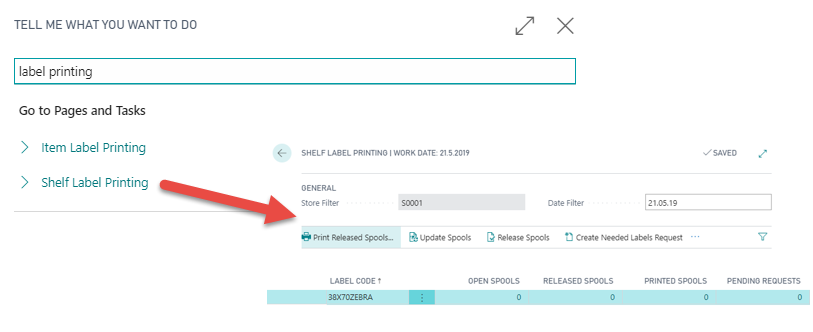 TELL ME WHAT YOU WANT TO DO
label printing
Go to Pages and Tasks
Item Label Printing
Shelf Label Printing
SHELF LABEL PRINTING | WORK DATE: 21.5.2019
SAVED
GENERAL
Store Filter S0001 Date Filter 21.05.19
Print Released Spools... Update Spools Release Spools Create Needed Labels Request ...
LABEL CODE ↑ OPEN SPOOLS RELEASED SPOOLS PRINTED SPOOLS PENDING REQUESTS
38X70ZEBRA 0 0 0 0